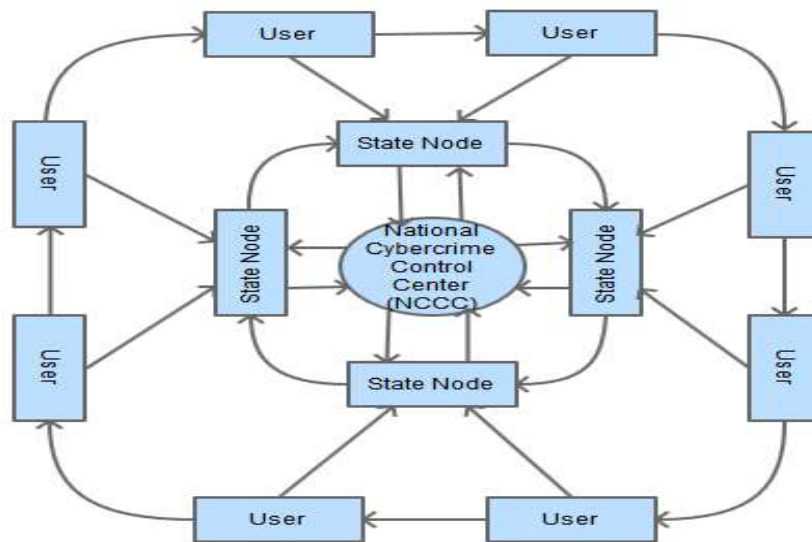 User
User
State Node
User
User
State Node
National
Cybercrime
Control
Center
(NCCC)
State Node
User
User
State Node
User
User